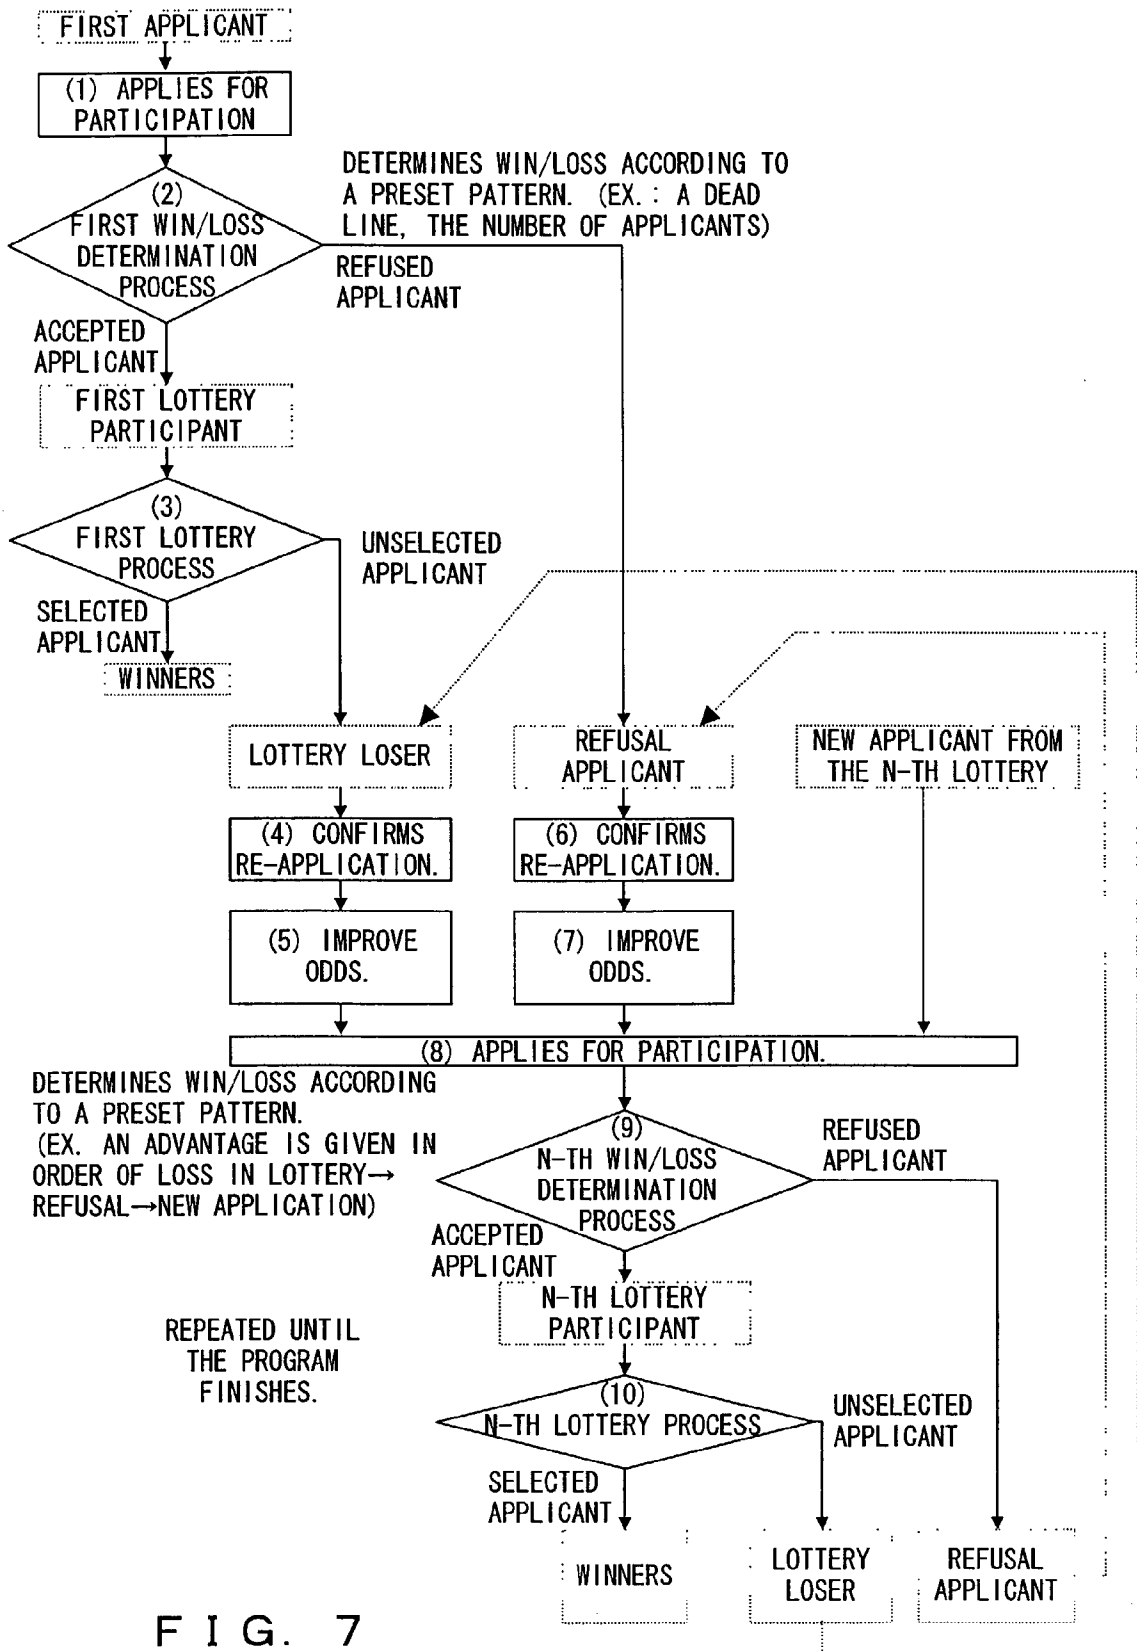 FIRST APPLICANT
(1) APPLIES FOR
PARTICIPATION
DETERMINES WIN/LOSS ACCORDING TO
A PRESET PATTERN. (EX.: A DEAD
LINE, THE NUMBER OF APPLICANTS)
(2)
FIRST WIN/LOSS
DETERMINATION
PROCESS
REFUSED
APPLICANT
ACCEPTED
APPLICANT
FIRST LOTTERY
PARTICIPANT
(3)
FIRST LOTTERY
PROCESS
UNSELECTED
APPLICANT
SELECTED
APPLICANT
WINNERS
LOTTERY LOSER
REFUSAL
APPLICANT
NEW APPLICANT FROM
THE N-TH LOTTERY
(4) CONFIRMS
RE-APPLICATION.
(6) CONFIRMS
RE-APPLICATION.
(5) IMPROVE
ODDS.
(7) IMPROVE
ODDS.
(8) APPLIES FOR PARTICIPATION.
DETERMINES WIN/LOSS ACCORDING
TO A PRESET PATTERN.
(EX. AN ADVANTAGE IS GIVEN IN
ORDER OF LOSS IN LOTTERY→
REFUSAL→NEW APPLICATION)
(9)
N-TH WIN/LOSS
DETERMINATION
PROCESS
REFUSED
APPLICANT
ACCEPTED
APPLICANT
N-TH LOTTERY
PARTICIPANT
REPEATED UNTIL
THE PROGRAM
FINISHES.
(10)
N-TH LOTTERY PROCESS
UNSELECTED
APPLICANT
SELECTED
APPLICANT
WINNERS
LOTTERY
LOSER
REFUSAL
APPLICANT
FIG. 7